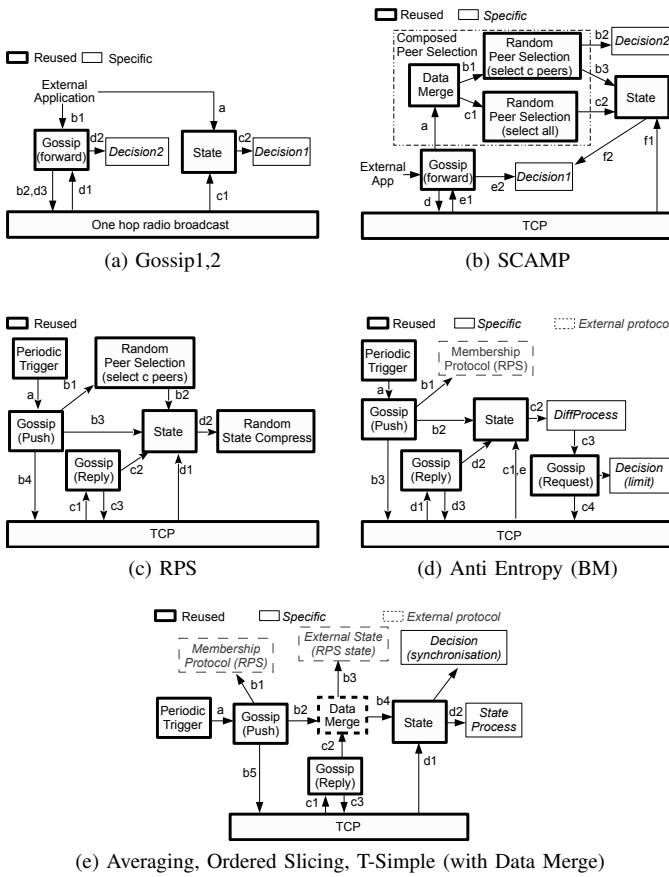 Reused
Specific
External
Application
b1
a
Gossip
(forward)
d2
Decision2
State
c2
Decision1
b2,d3
d1
c1
One hop radio broadcast
(a) Gossip1,2
Reused
Specific
Composed
Peer Selection
Random
Peer Selection
(select c peers)
b2
Decision2
b1
b3
Data
Merge
State
c1
Random
Peer Selection
(select all)
c2
a
f1
f2
External
App
Gossip
(forward)
e2
Decision1
d
e1
TCP
(b) SCAMP
Reused
Periodic
Trigger
Random
Peer Selection
(select c peers)
b1
a
b2
Gossip
(Push)
b3
State
d2
Random
State Compress
Gossip
(Reply)
c2
d1
b4
c1
c3
TCP
(c) RPS
Reused
Specific
External protocol
Periodic
Trigger
Membership
Protocol (RPS)
b1
a
Gossip
(Push)
b2
State
c2
DiffProcess
c3
Gossip
(Reply)
d2
c1,e
Gossip
(Request)
Decision
(limit)
b3
d1
d3
c4
TCP
(d) Anti Entropy (BM)
Reused
Specific
External protocol
Membership
Protocol (RPS)
External State
(RPS state)
Decision
(synchronisation)
b1
b3
Periodic
Trigger
a
Gossip
(Push)
b2
Data
Merge
b4
State
d2
State
Process
c2
Gossip
(Reply)
b5
d1
c1
c3
TCP
(e) Averaging, Ordered Slicing, T-Simple (with Data Merge)